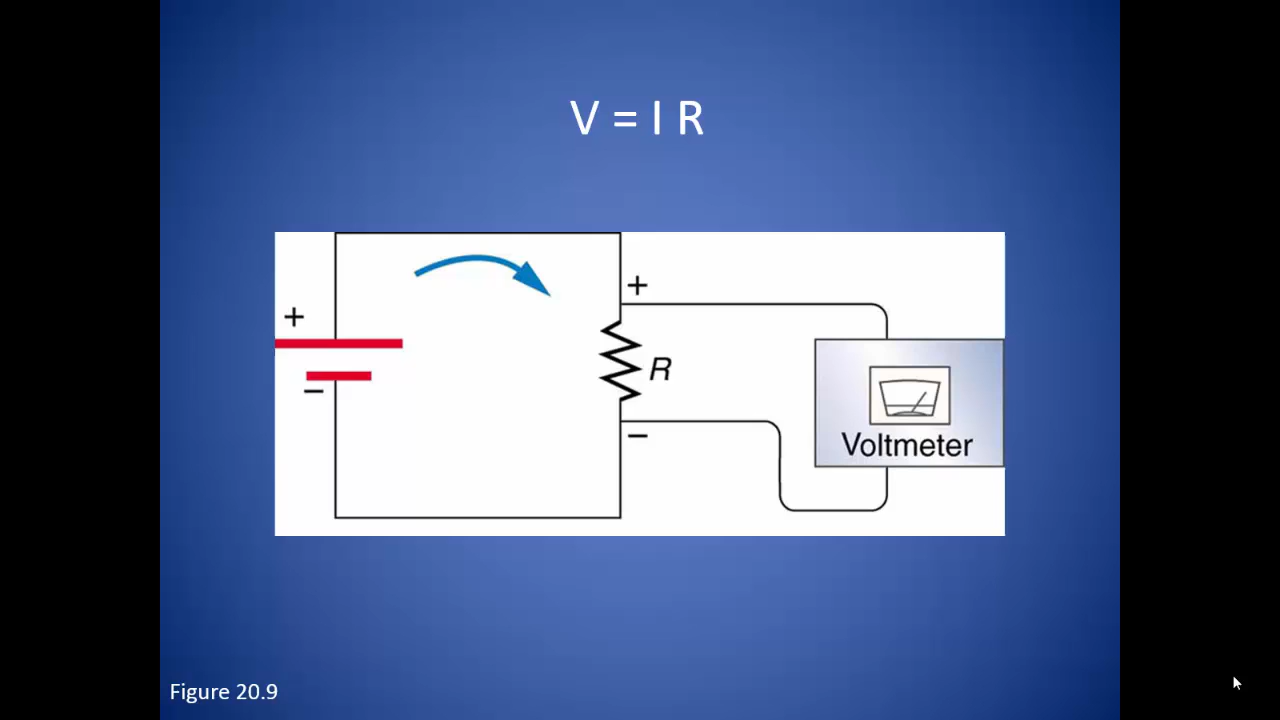 V = I R
+
+
R
−
−
Voltmeter
Figure 20.9